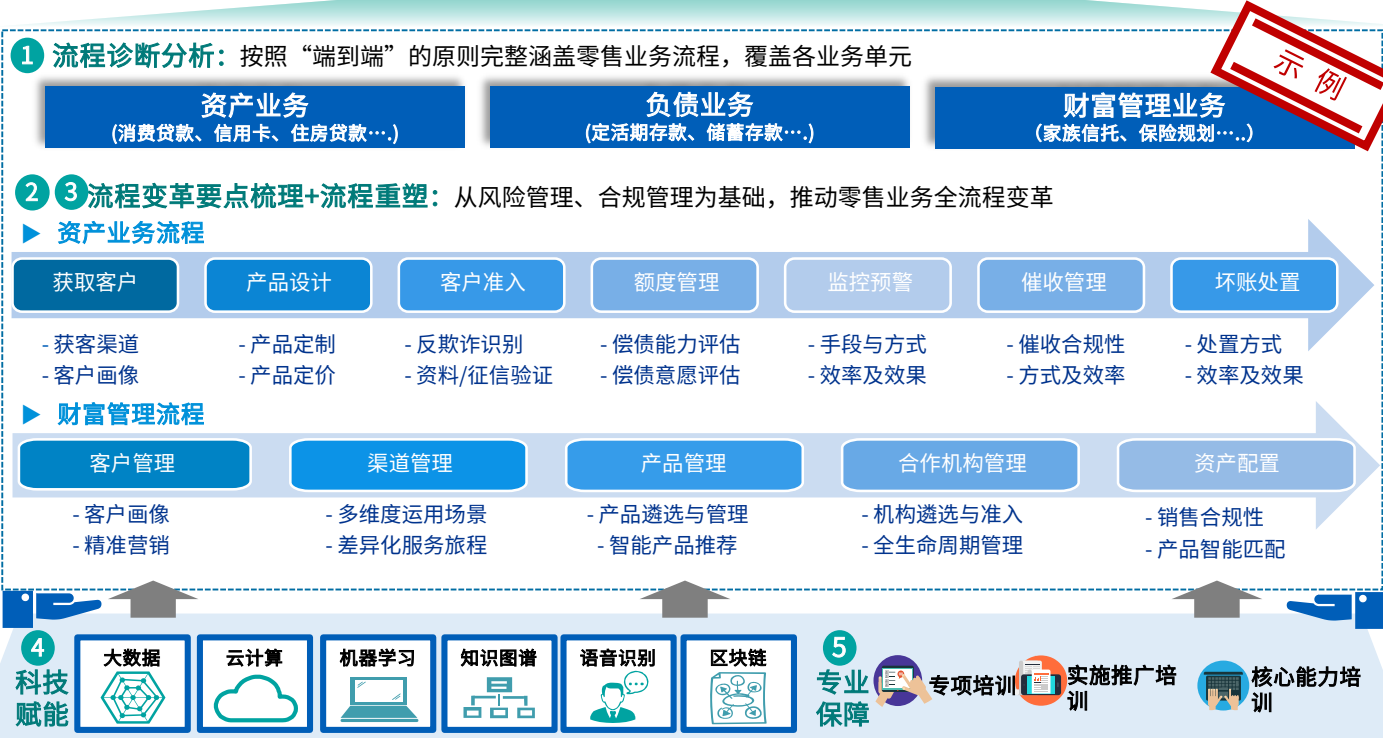 1 流程诊断分析：按照“端到端”的原则完整涵盖零售业务流程，覆盖各业务单元
示例
资产业务
(消费贷款、信用卡、住房贷款….)
负债业务
(定活期存款、储蓄存款….)
财富管理业务
（家族信托、保险规划…..）
2 3 流程变革要点梳理+流程重塑：从风险管理、合规管理为基础，推动零售业务全流程变革
资产业务流程
获取客户 产品设计 客户准入 额度管理 监控预警 催收管理 坏账处置
- 获客渠道 - 产品定制 - 反欺诈识别 - 偿债能力评估 - 手段与方式 - 催收合规性 - 处置方式
- 客户画像 - 产品定价 - 资料/征信验证 - 偿债意愿评估 - 效率及效果 - 方式及效率 - 效率及效果
财富管理流程
客户管理 渠道管理 产品管理 合作机构管理 资产配置
- 客户画像 - 多维度运用场景 - 产品遴选与管理 - 机构遴选与准入 - 销售合规性
- 精准营销 - 差异化服务旅程 - 智能产品推荐 - 全生命周期管理 - 产品智能匹配
4
科技
赋能
大数据 云计算 机器学习 知识图谱 语音识别 区块链
5
专业
保障
专项培训
实施推广培
训
核心能力培
训